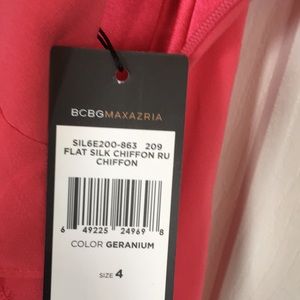 BCBGMAXAZRIA
SIL6E200-863 209
FLAT SILK CHIFFON RU
CHIFFON
6 49225 24969 8
COLOR GERANIUM
SIZE 4